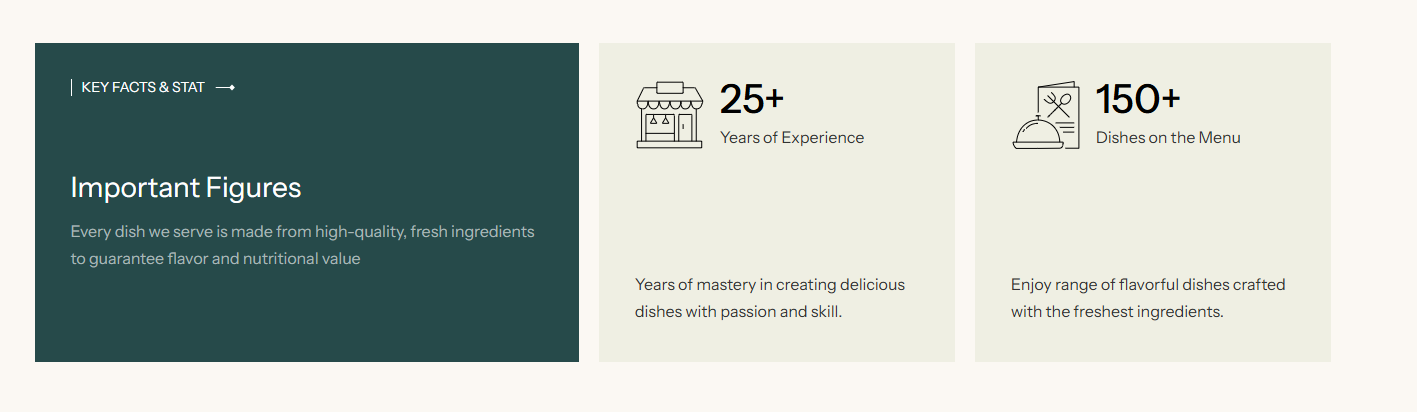 KEY FACTS & STAT
Important Figures
Every dish we serve is made from high-quality, fresh ingredients
to guarantee flavor and nutritional value
25+
Years of Experience
Years of mastery in creating delicious
dishes with passion and skill.
150+
Dishes on the Menu
Enjoy range of flavorful dishes crafted
with the freshest ingredients.